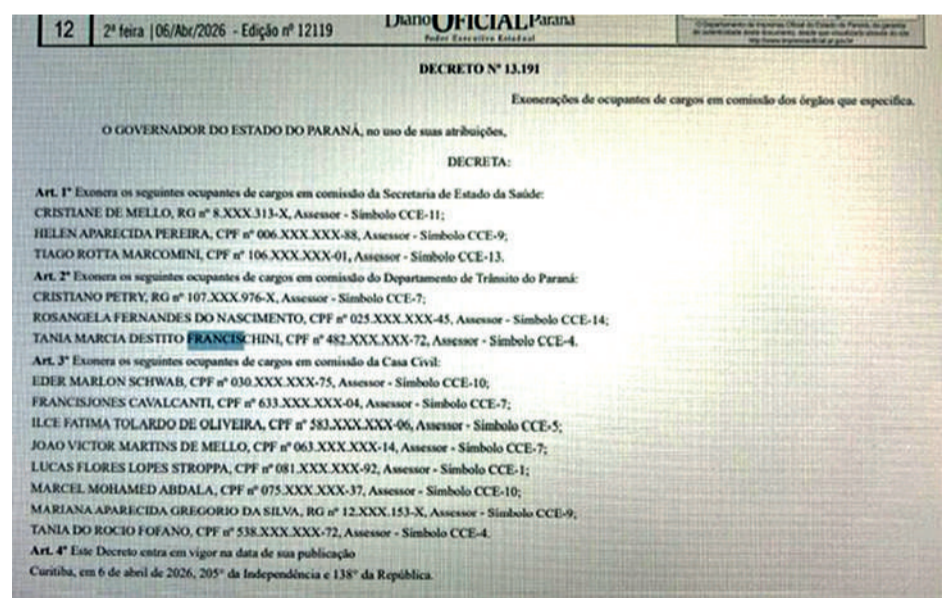 12
2ª feira | 06/Abr/2026 - Edição nº 12119
Diário OFICIAL Paraná
Poder Executivo Estadual
DECRETO Nº 13.191
Exonerações de ocupantes de cargos em comissão dos órgãos que especifica.
O GOVERNADOR DO ESTADO DO PARANÁ, no uso de suas atribuições,
DECRETA:
Art. 1º Exonera os seguintes ocupantes de cargos em comissão da Secretaria de Estado da Saúde:
CRISTIANE DE MELLO, RG nº 8.XXX.313-X, Assessor - Símbolo CCE-11;
HELEN APARECIDA PEREIRA, CPF nº 006.XXX.XXX-88, Assessor - Símbolo CCE-9;
TIAGO ROTTA MARCOMINI, CPF nº 106.XXX.XXX-01, Assessor - Símbolo CCE-13.
Art. 2º Exonera os seguintes ocupantes de cargos em comissão do Departamento de Trânsito do Paraná:
CRISTIANO PETRY, RG nº 107.XXX.976-X, Assessor - Símbolo CCE-7;
ROSANGELA FERNANDES DO NASCIMENTO, CPF nº 025.XXX.XXX-45, Assessor - Símbolo CCE-14;
TANIA MARCIA DESTITO FRANCISCHINI, CPF nº 482.XXX.XXX-72, Assessor - Símbolo CCE-4.
Art. 3º Exonera os seguintes ocupantes de cargos em comissão da Casa Civil:
EDER MARLON SCHWAB, CPF nº 030.XXX.XXX-75, Assessor - Símbolo CCE-10;
FRANCISJONES CAVALCANTI, CPF nº 633.XXX.XXX-04, Assessor - Símbolo CCE-7;
ILCE FATIMA TOLARDO DE OLIVEIRA, CPF nº 583.XXX.XXX-06, Assessor - Símbolo CCE-5;
JOAO VICTOR MARTINS DE MELLO, CPF nº 063.XXX.XXX-14, Assessor - Símbolo CCE-7;
LUCAS FLORES LOPES STROPPA, CPF nº 081.XXX.XXX-92, Assessor - Símbolo CCE-1;
MARCEL MOHAMED ABDALA, CPF nº 075.XXX.XXX-37, Assessor - Símbolo CCE-10;
MARIANA APARECIDA GREGORIO DA SILVA, RG nº 12.XXX.153-X, Assessor - Símbolo CCE-9;
TANIA DO ROCIO FOFANO, CPF nº 538.XXX.XXX-72, Assessor - Símbolo CCE-4.
Art. 4º Este Decreto entra em vigor na data de sua publicação
Curitiba, em 6 de abril de 2026, 205º da Independência e 138º da República.